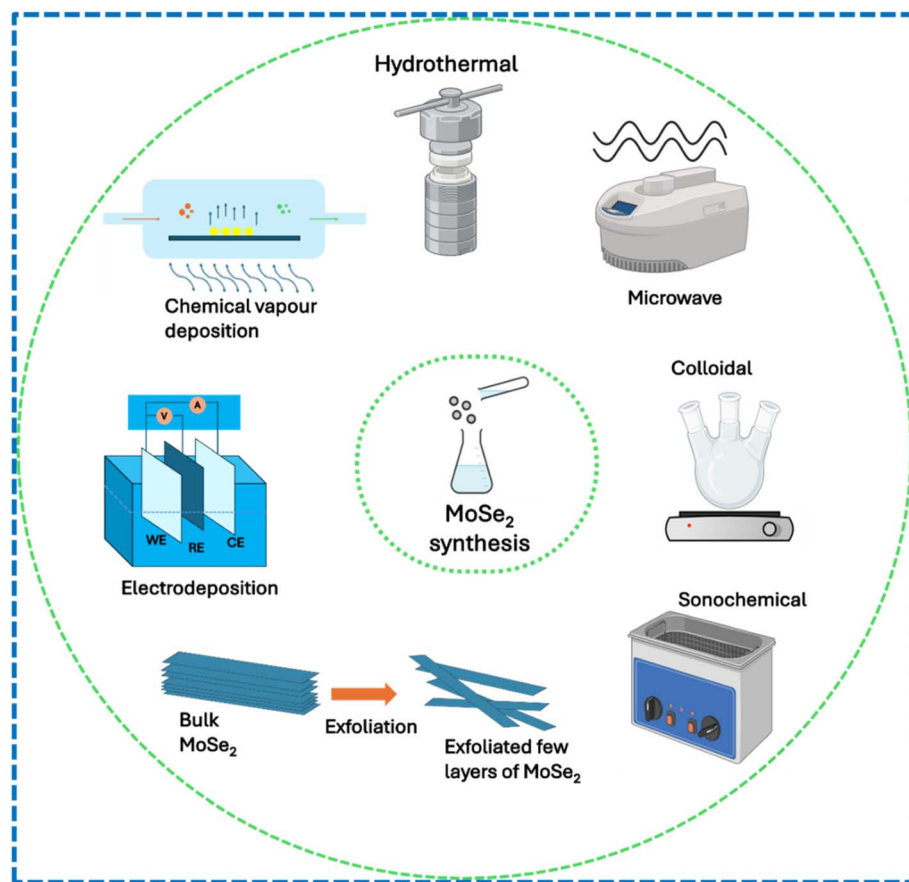 Hydrothermal
Chemical vapour
deposition
Microwave
Colloidal
V
A
WE
RE
CE
MoSe₂
synthesis
Electrodeposition
Sonochemical
Bulk
MoSe₂
Exfoliation
Exfoliated few
layers of MoSe₂